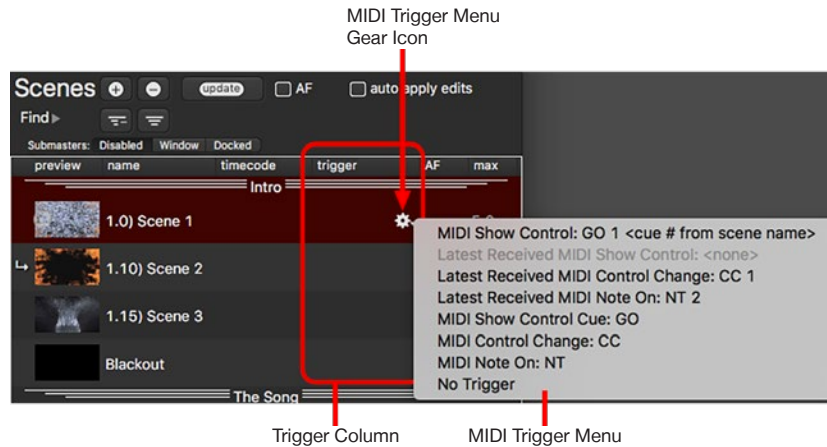 MIDI Trigger Menu
Gear Icon
Scenes update AF auto apply edits
Find
Submasters: Disabled Window Docked
preview name timecode trigger AF max
Intro
1.0) Scene 1
MIDI Show Control: GO 1 <cue # from scene name>
Latest Received MIDI Show Control: <none>
1.10) Scene 2
Latest Received MIDI Control Change: CC 1
Latest Received MIDI Note On: NT 2
1.15) Scene 3
MIDI Show Control Cue: GO
MIDI Control Change: CC
MIDI Note On: NT
Blackout
No Trigger
The Song
Trigger Column MIDI Trigger Menu